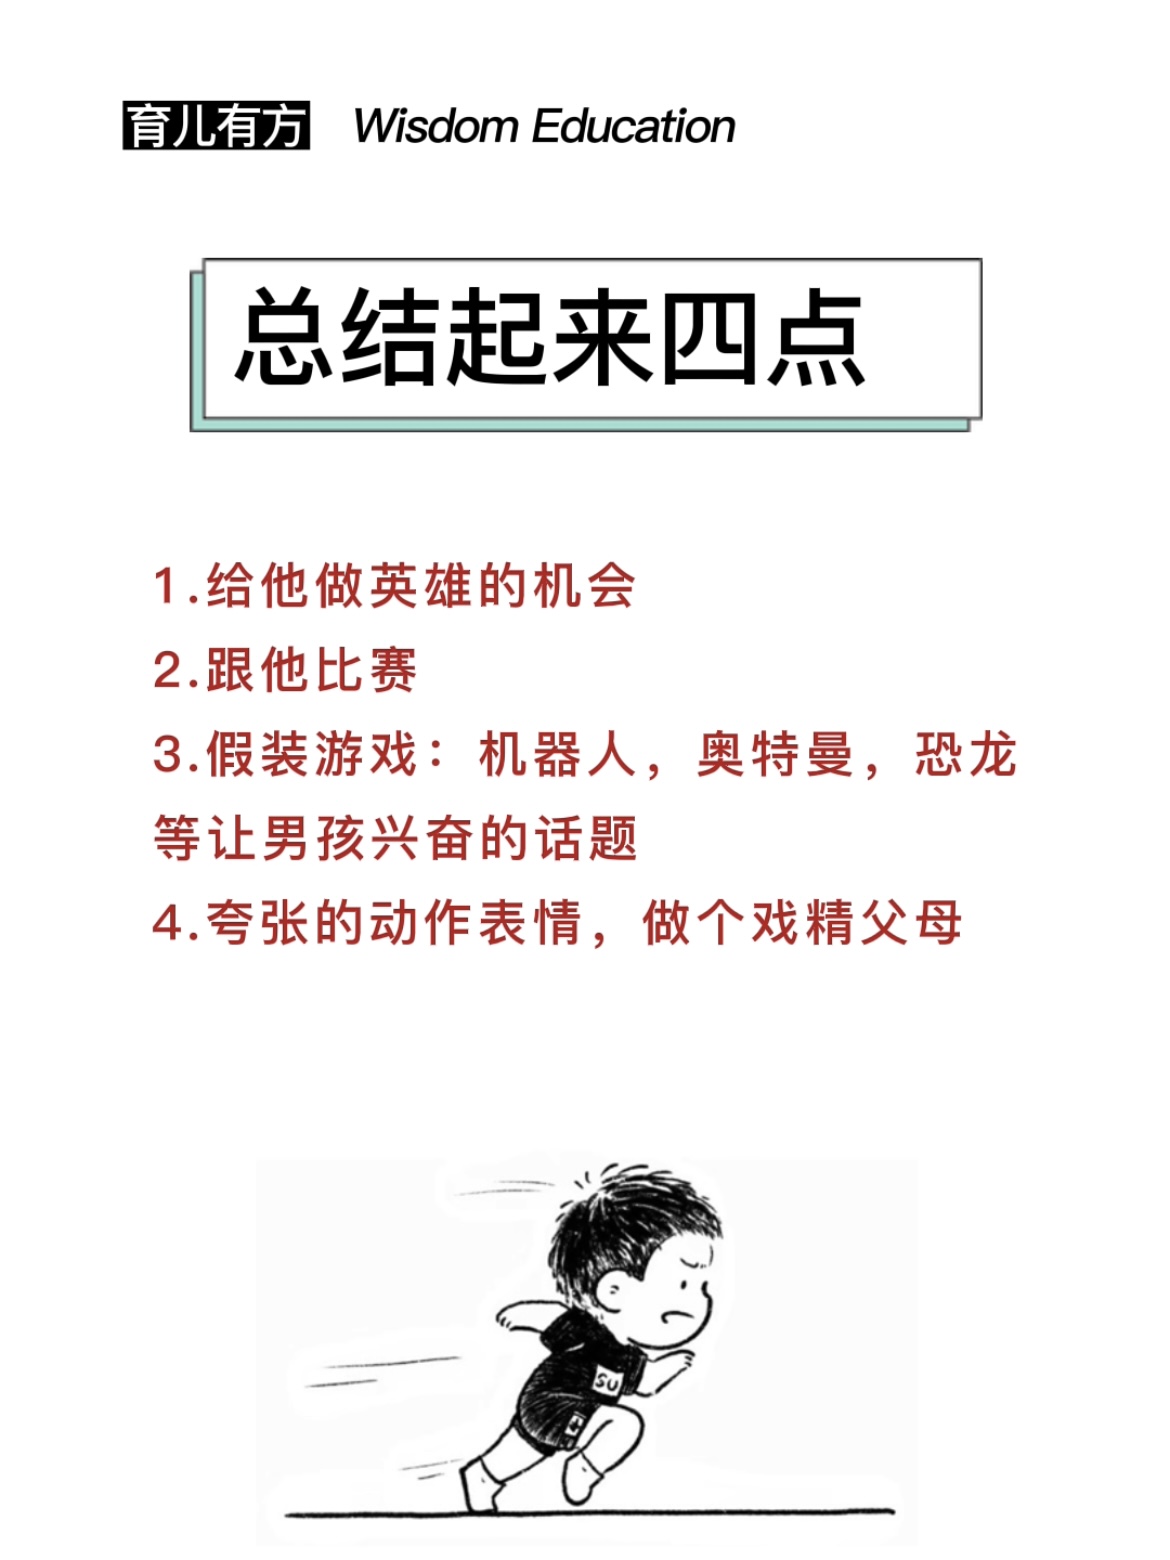 育儿有方 Wisdom Education
总结起来四点
1.给他做英雄的机会
2.跟他比赛
3.假装游戏：机器人，奥特曼，恐龙
等让男孩兴奋的话题
4.夸张的动作表情，做个戏精父母
SU